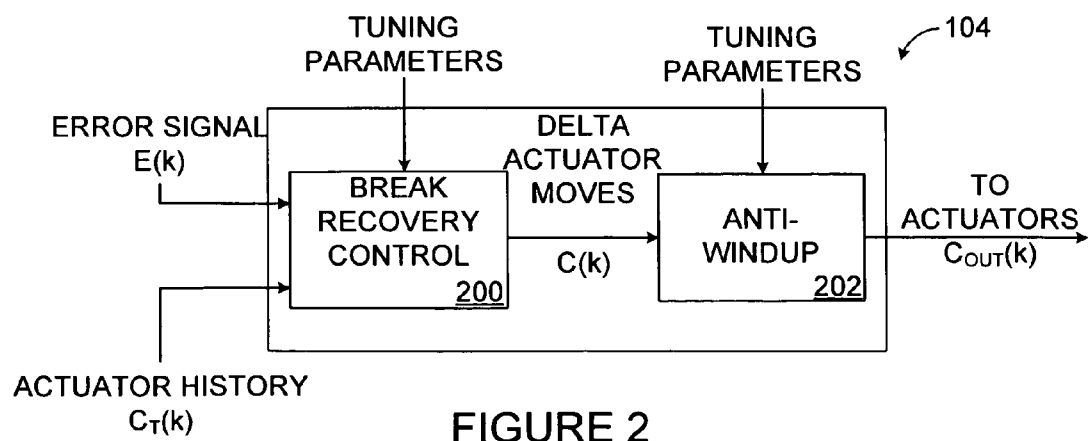 TUNING
PARAMETERS
TUNING
PARAMETERS
104
ERROR SIGNAL
E(k)
DELTA
ACTUATOR
MOVES
BREAK
RECOVERY
CONTROL
200
C(k)
ANTI-
WINDUP
202
TO
ACTUATORS
COUT(k)
ACTUATOR HISTORY
CT(k)
FIGURE 2